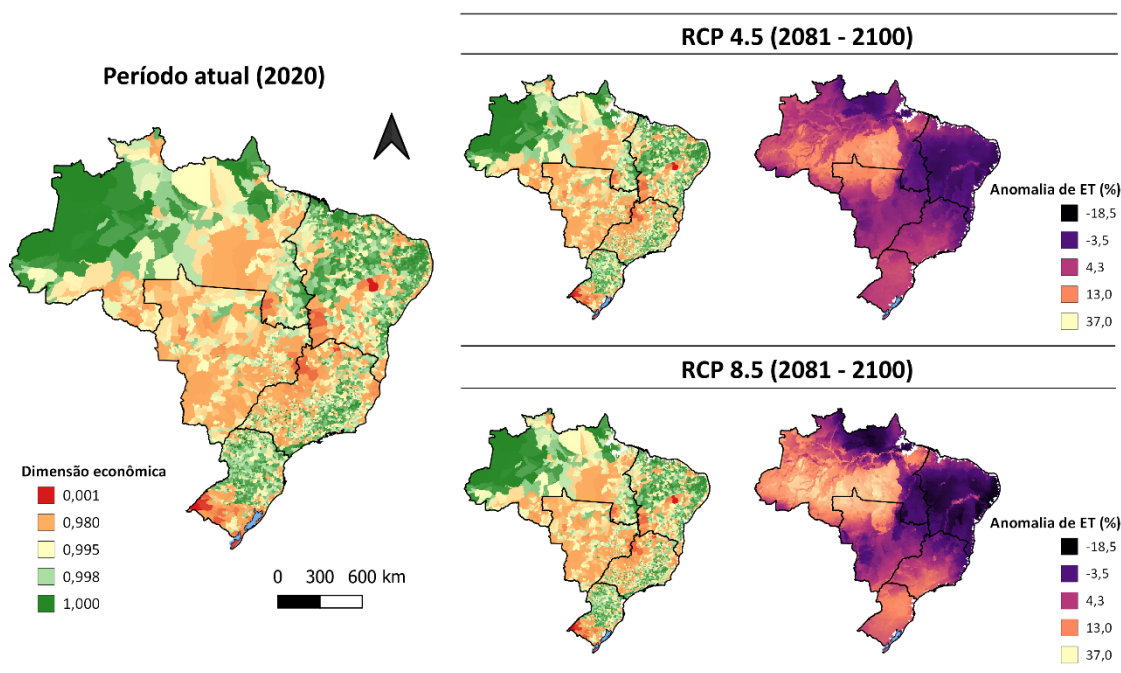 Período atual (2020)
Dimensão econômica
0,001
0,980
0,995
0,998
1,000
0 300 600 km
RCP 4.5 (2081 - 2100)
Anomalia de ET (%)
-18,5
-3,5
4,3
13,0
37,0
RCP 8.5 (2081 - 2100)
Anomalia de ET (%)
-18,5
-3,5
4,3
13,0
37,0